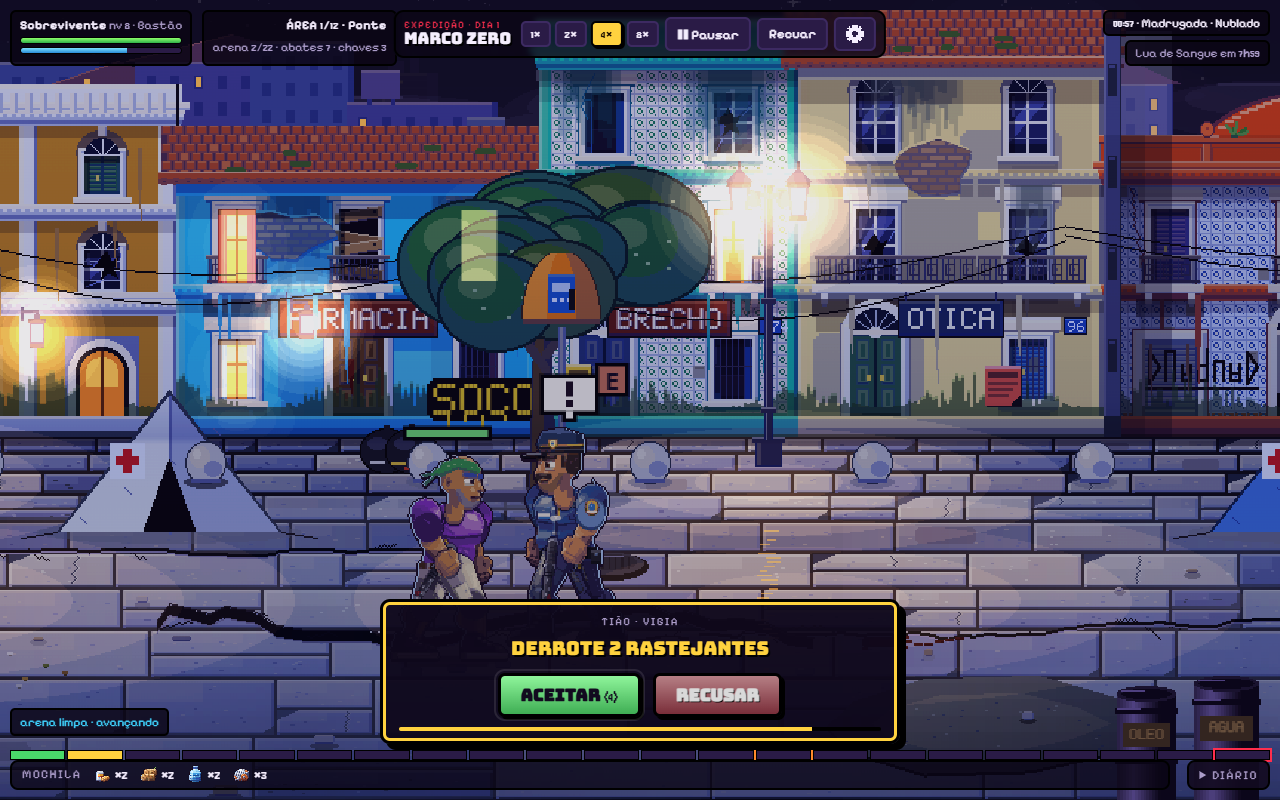 Sobrevivente nv 8 · Bastão
ÁREA 1/12 · Ponte
arena 2/22 · abates 7 · chaves 3
EXPEDIÇÃO · DIA 1
MARCO ZERO
1×
2×
4×
8×
Pausar
Recuar
00:57 · Madrugada · Nublado
Lua de Sangue em 7h59
FARMACIA
BRECHO
OTICA
96
E
!
SOCO
TIÃO · VIGIA
DERROTE 2 RASTEJANTES
ACEITAR (4)
RECUSAR
arena limpa · avançando
OLEO
AGUA
MOCHILA
×2
×2
×2
×3
▶ DIÁRIO